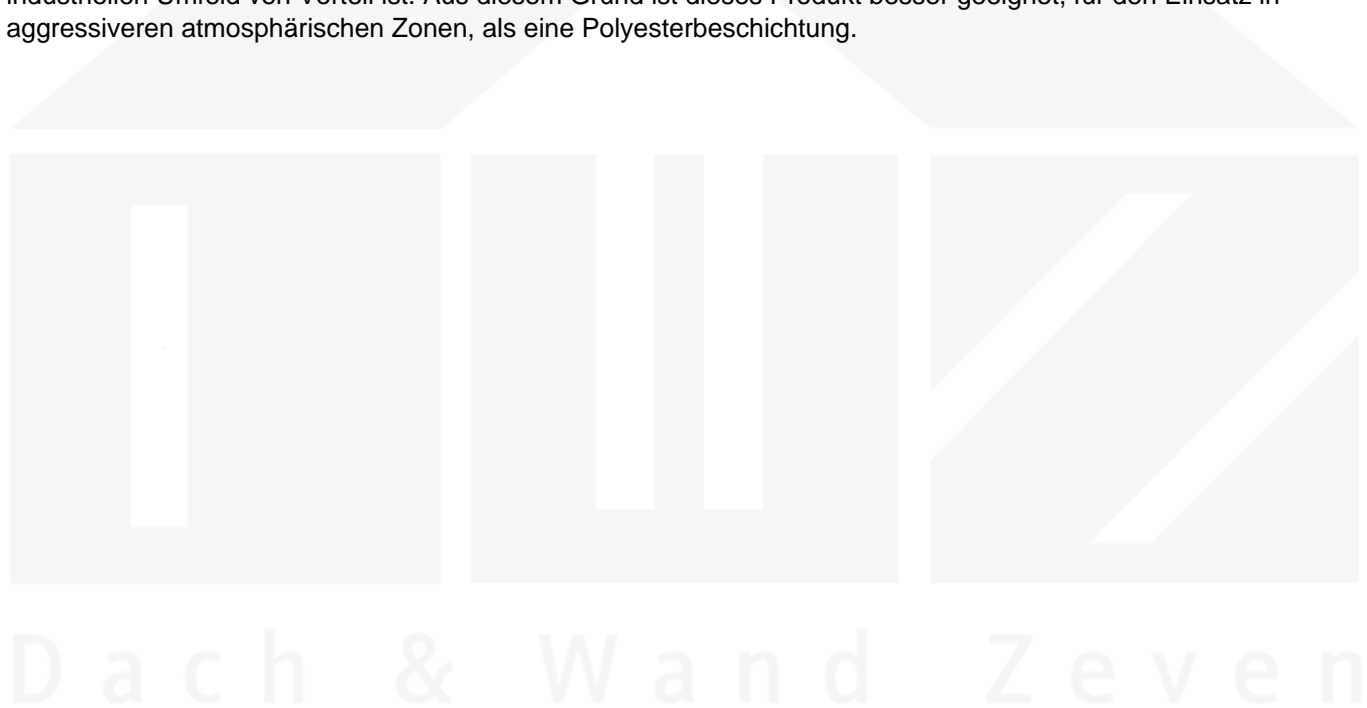 industriellen Umfeld von Vorteil ist. Aus diesem Grund ist dieses Produkt besser geeignet, für den Einsatz in
aggressiveren atmosphärischen Zonen, als eine Polyesterbeschichtung.
Dach & Wand Zeven